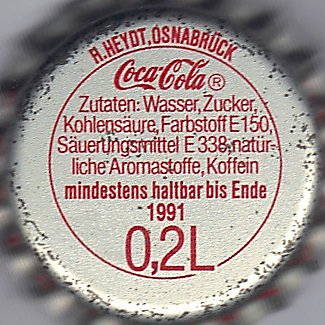 R.HEYDT.OSNABRÜCK
Coca-Cola ®
Zutaten: Wasser, Zucker,
Kohlensäure, Farbstoff E150,
Säuerungsmittel E 338, natür-
liche Aromastoffe, Koffein
mindestens haltbar bis Ende
1991
0,2L